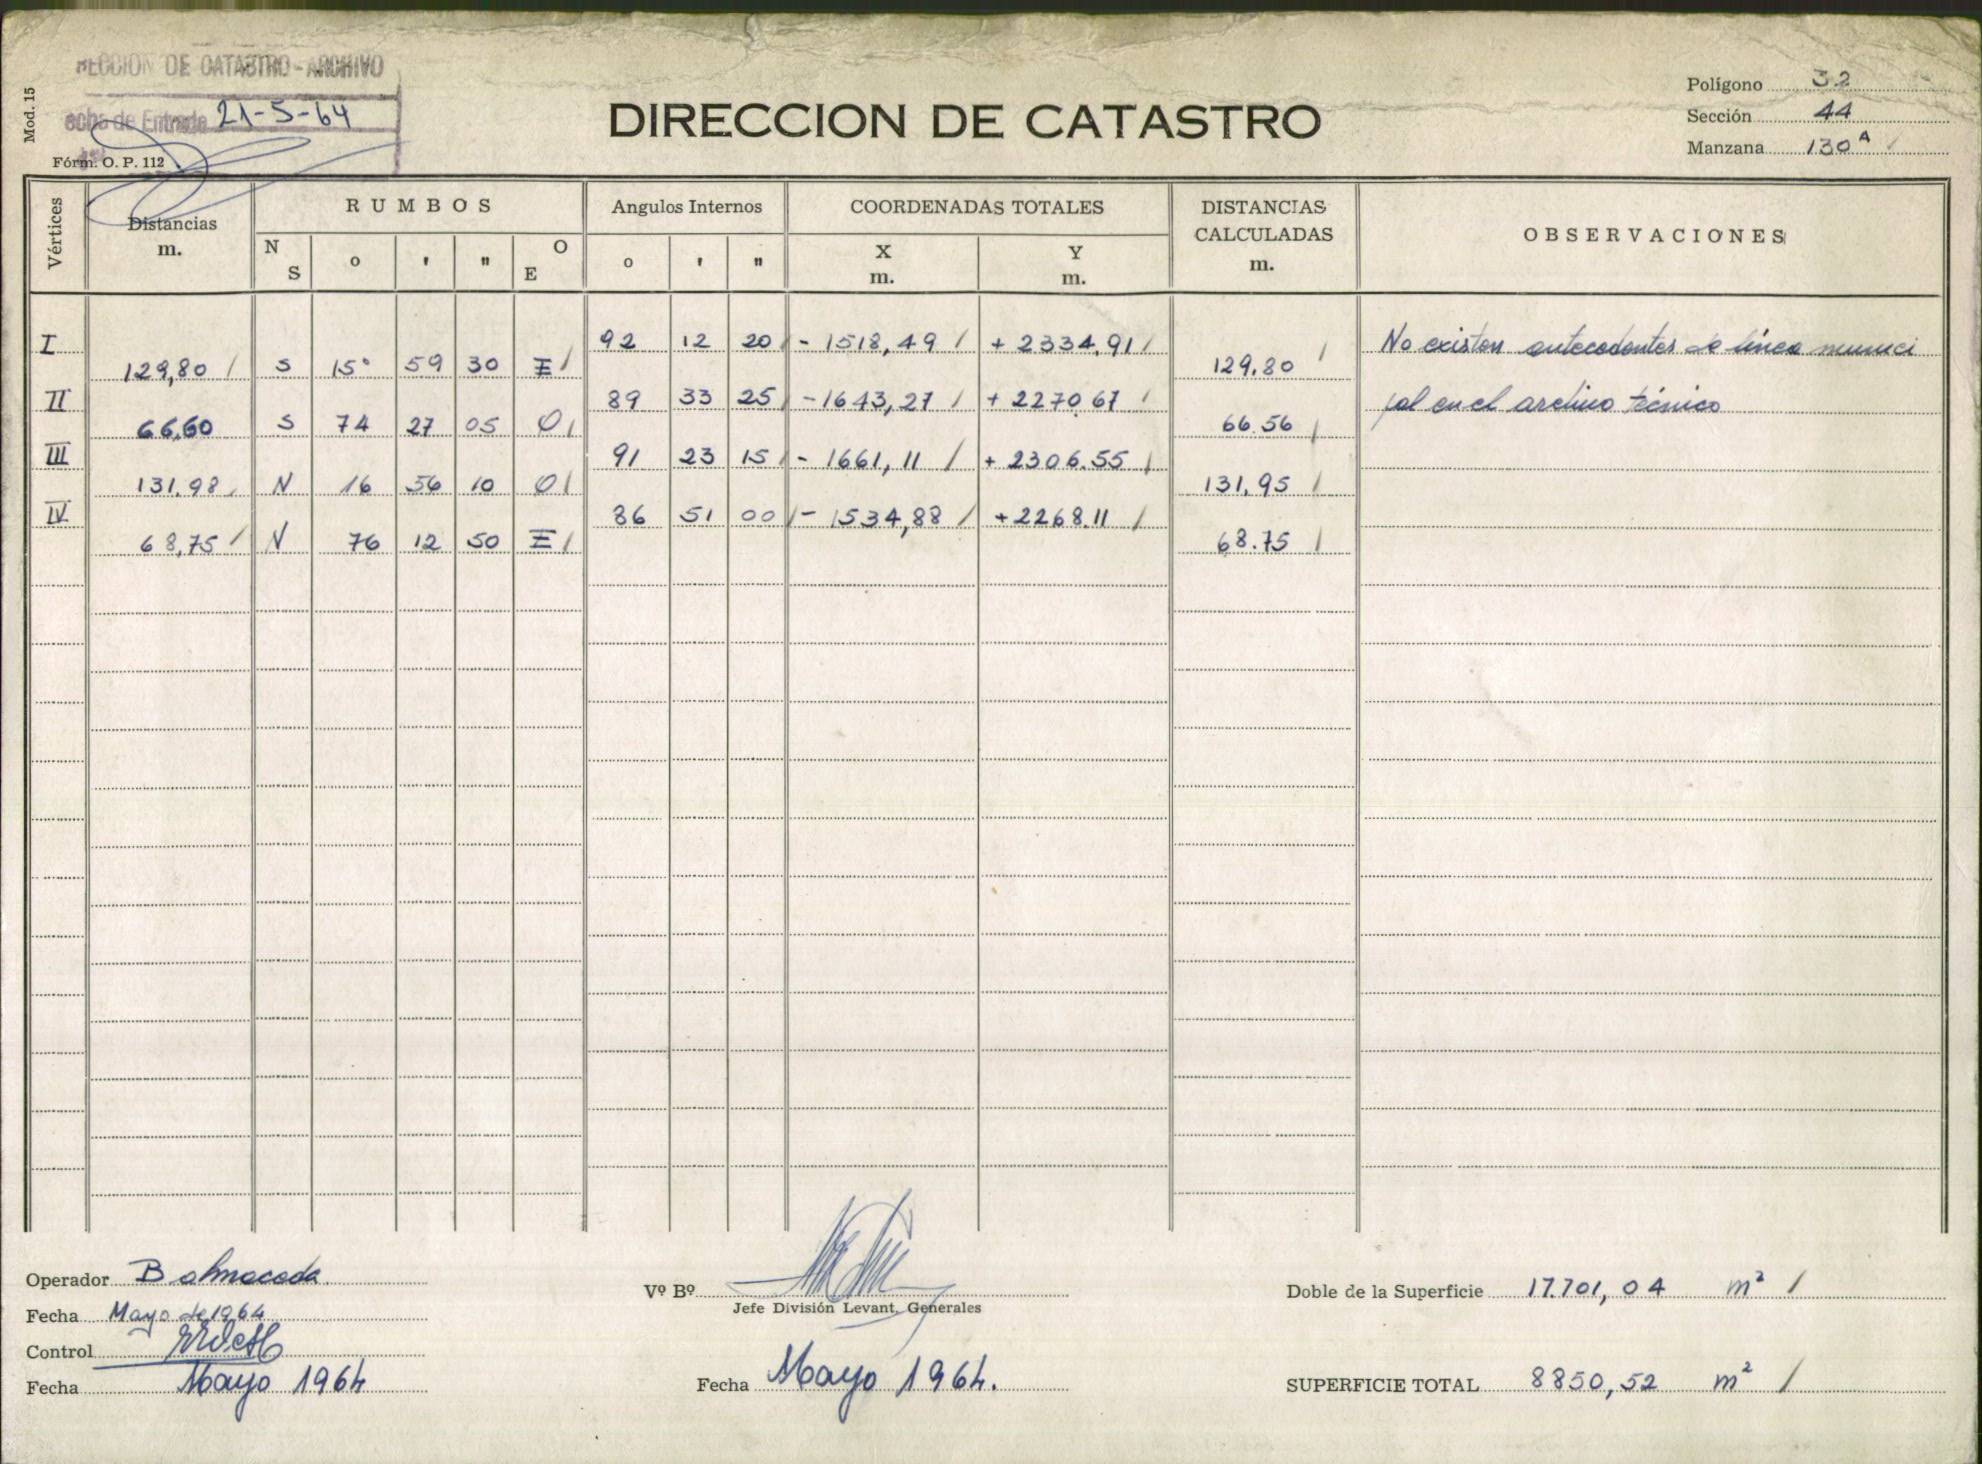 RECCION DE CATASTRO - ARCHIVO
echa de Entrada 21-5-64
Mod. 15
Fórm. O. P. 112
DIRECCION DE CATASTRO
Polígono 32
Sección 44
Manzana 130 A
Vértices
Distancias m.
RUMBOS
N S o ' " O E
Angulos Internos
o ' "
COORDENADAS TOTALES
X m. Y m.
DISTANCIAS CALCULADAS m.
OBSERVACIONES
I 92 12 20 - 1518,49 + 2334,91 No existen antecedentes de línea munici
129,80 S 15° 59 30 E 129.80
II 89 33 25 - 1643,27 + 2270,67 pal en el archivo técnico
66,60 S 74 27 05 O 66.56
III 91 23 15 - 1661,11 + 2306.55
131.98 N 16 56 10 O 131,95
IV 86 51 00 - 1534,88 + 2268.11
68,75 N 76 12 50 E 68.75
Operador Balmaceda
Fecha Mayo de 1964
Control
Fecha Mayo 1964
Vº Bº
Jefe División Levant. Generales
Fecha Mayo 1964.
Doble de la Superficie 17.701,04 m²
SUPERFICIE TOTAL 8850,52 m²